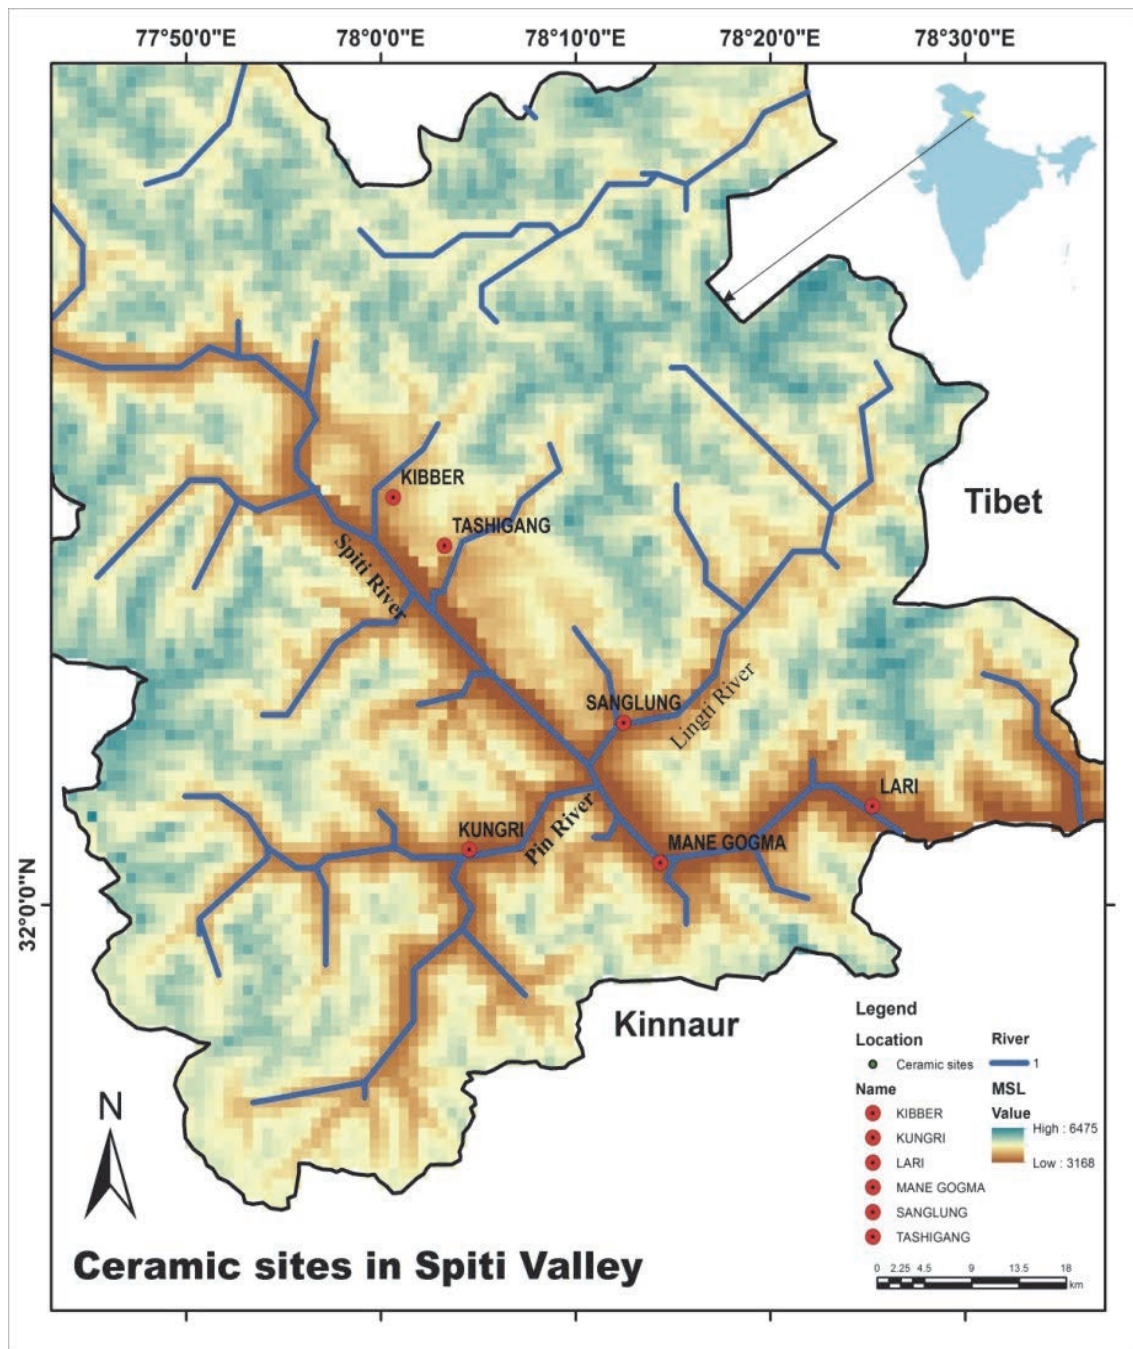 77°50'0"E 78°0'0"E 78°10'0"E 78°20'0"E 78°30'0"E
KIBBER
TASHIGANG
Tibet
Spiti River
SANGLUNG
Lingti River
LARI
KUNGRI
Pin River
MANE GOGMA
32°0'0"N
Kinnaur
Legend
Location
Ceramic sites
Name
KIBBER
KUNGRI
LARI
MANE GOGMA
SANGLUNG
TASHIGANG
River
1
MSL
Value
High : 6475
Low : 3168
N
Ceramic sites in Spiti Valley
0 2.25 4.5 9 13.5 18
km